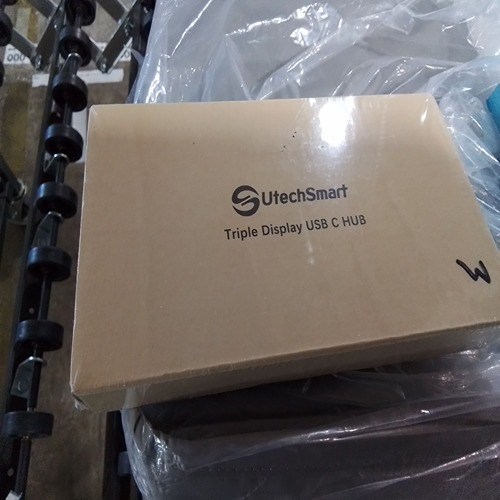 UtechSmart
Triple Display USB C HUB
W